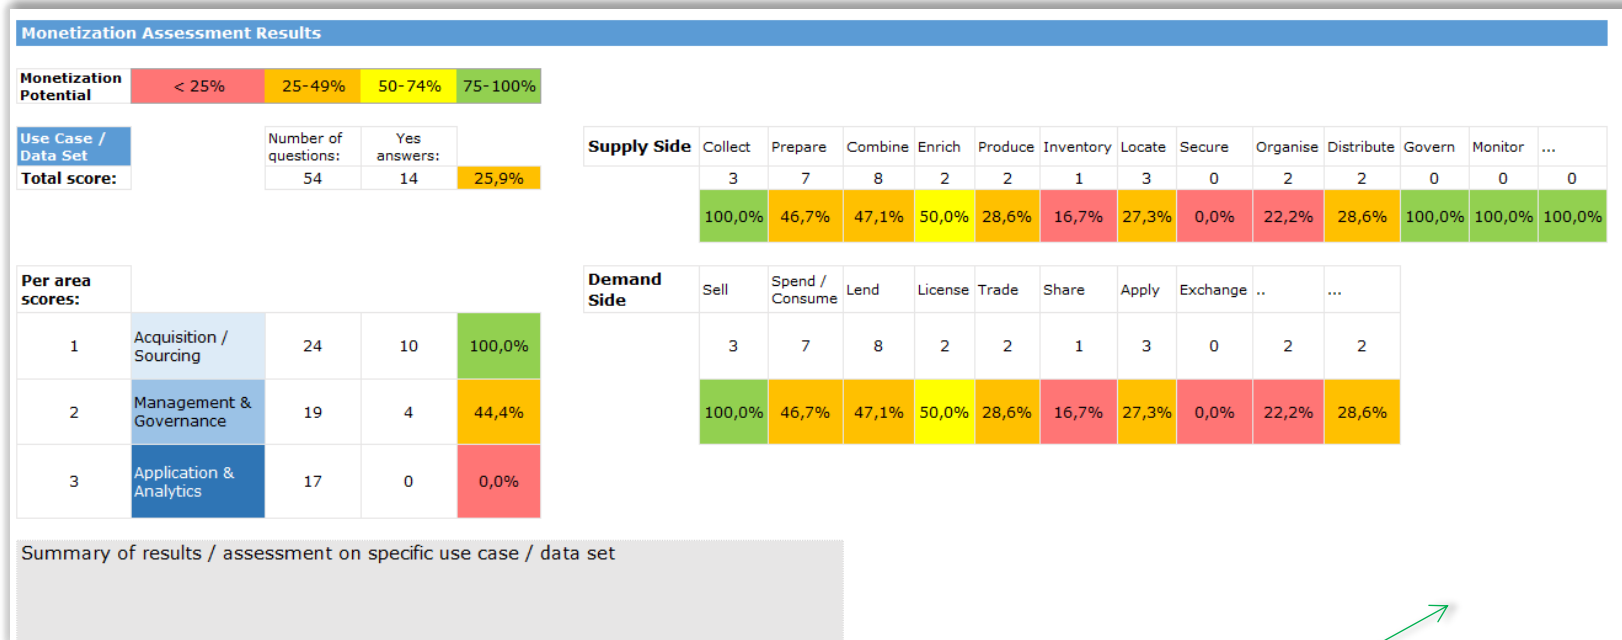 Monetization Assessment Results
Monetization Potential < 25% 25-49% 50-74% 75-100%
Use Case / Data Set Number of questions: Yes answers:
Total score: 54 14 25,9%
Supply Side Collect Prepare Combine Enrich Produce Inventory Locate Secure Organise Distribute Govern Monitor ...
3 7 8 2 2 1 3 0 2 2 0 0 0
100,0% 46,7% 47,1% 50,0% 28,6% 16,7% 27,3% 0,0% 22,2% 28,6% 100,0% 100,0% 100,0%
Per area scores:
1 Acquisition / Sourcing 24 10 100,0%
2 Management & Governance 19 4 44,4%
3 Application & Analytics 17 0 0,0%
Demand Side Sell Spend / Consume Lend License Trade Share Apply Exchange .. ...
3 7 8 2 2 1 3 0 2 2
100,0% 46,7% 47,1% 50,0% 28,6% 16,7% 27,3% 0,0% 22,2% 28,6%
Summary of results / assessment on specific use case / data set